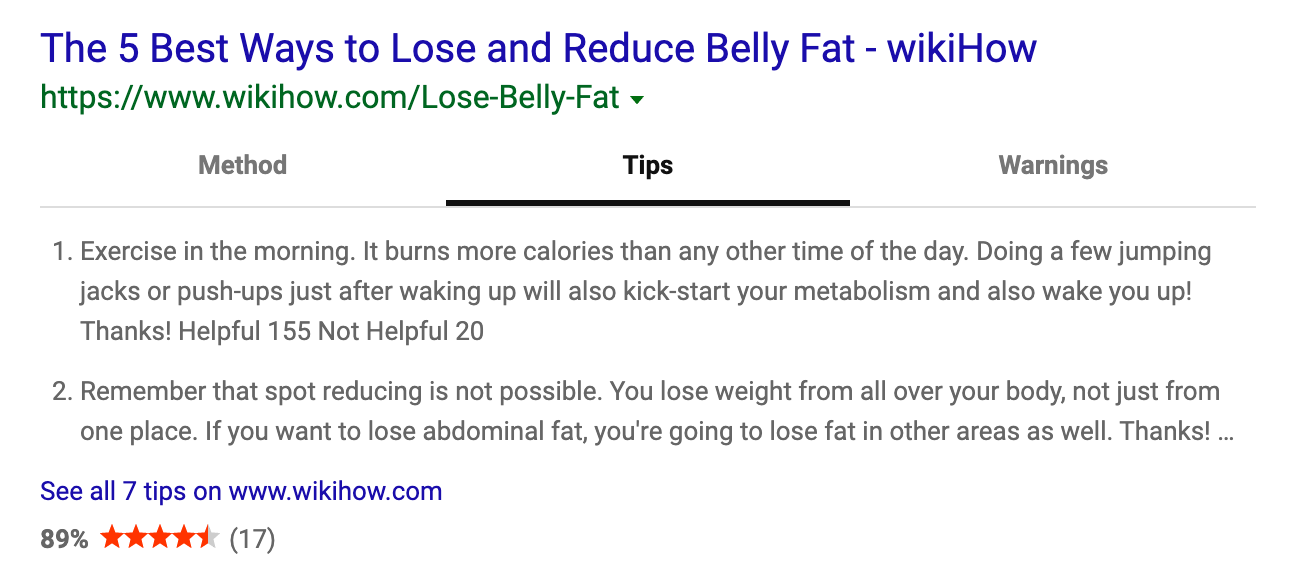 The 5 Best Ways to Lose and Reduce Belly Fat - wikiHow
https://www.wikihow.com/Lose-Belly-Fat
Method Tips Warnings
1. Exercise in the morning. It burns more calories than any other time of the day. Doing a few jumping
jacks or push-ups just after waking up will also kick-start your metabolism and also wake you up!
Thanks! Helpful 155 Not Helpful 20
2. Remember that spot reducing is not possible. You lose weight from all over your body, not just from
one place. If you want to lose abdominal fat, you're going to lose fat in other areas as well. Thanks! ...
See all 7 tips on www.wikihow.com
89% (17)